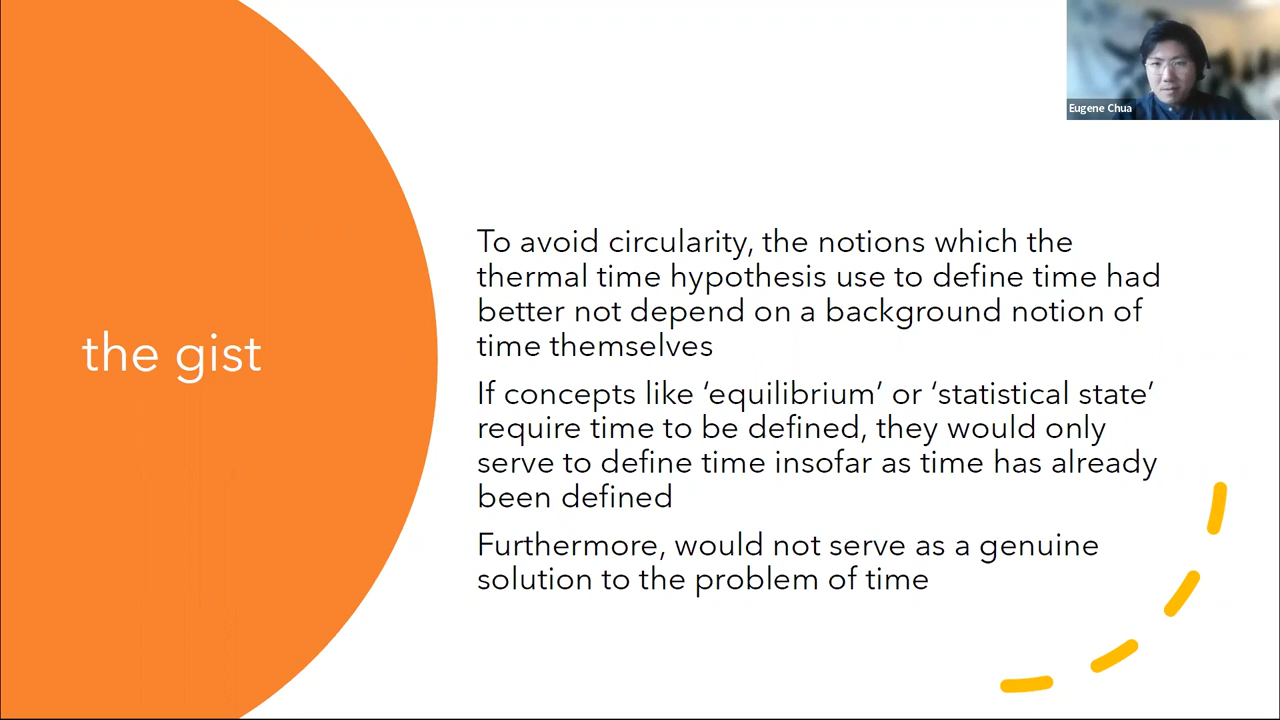 Eugene Chua
the gist
To avoid circularity, the notions which the
thermal time hypothesis use to define time had
better not depend on a background notion of
time themselves
If concepts like ‘equilibrium’ or ‘statistical state’
require time to be defined, they would only
serve to define time insofar as time has already
been defined
Furthermore, would not serve as a genuine
solution to the problem of time